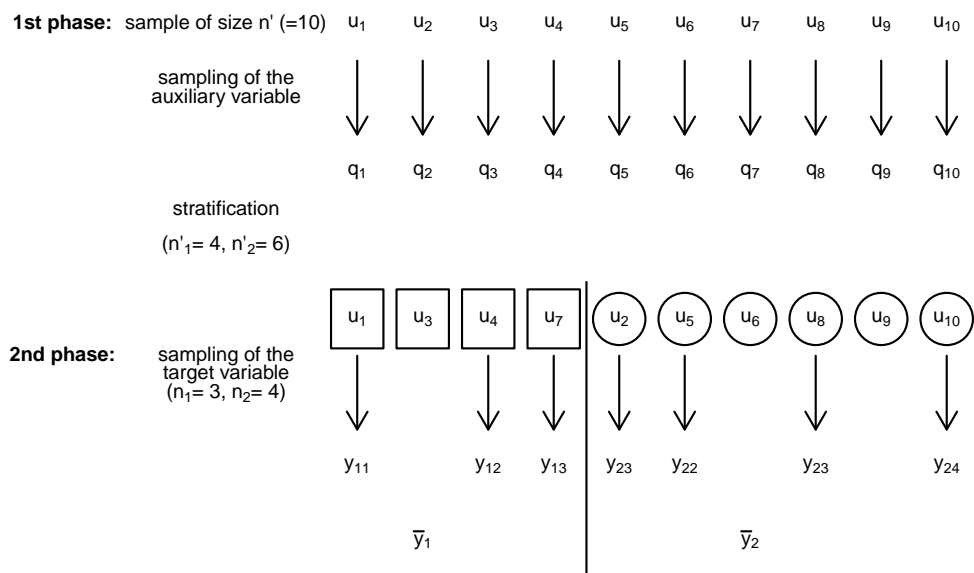 1st phase: sample of size n' (=10) u₁ u₂ u₃ u₄ u₅ u₆ u₇ u₈ u₉ u₁₀
sampling of the
auxiliary variable
q₁ q₂ q₃ q₄ q₅ q₆ q₇ q₈ q₉ q₁₀
stratification
(n'₁= 4, n'₂= 6)
u₁ u₃ u₄ u₇ u₂ u₅ u₆ u₈ u₉ u₁₀
2nd phase: sampling of the
target variable
(n₁= 3, n₂= 4)
y₁₁ y₁₂ y₁₃ y₂₃ y₂₂ y₂₃ y₂₄
y̅₁ y̅₂